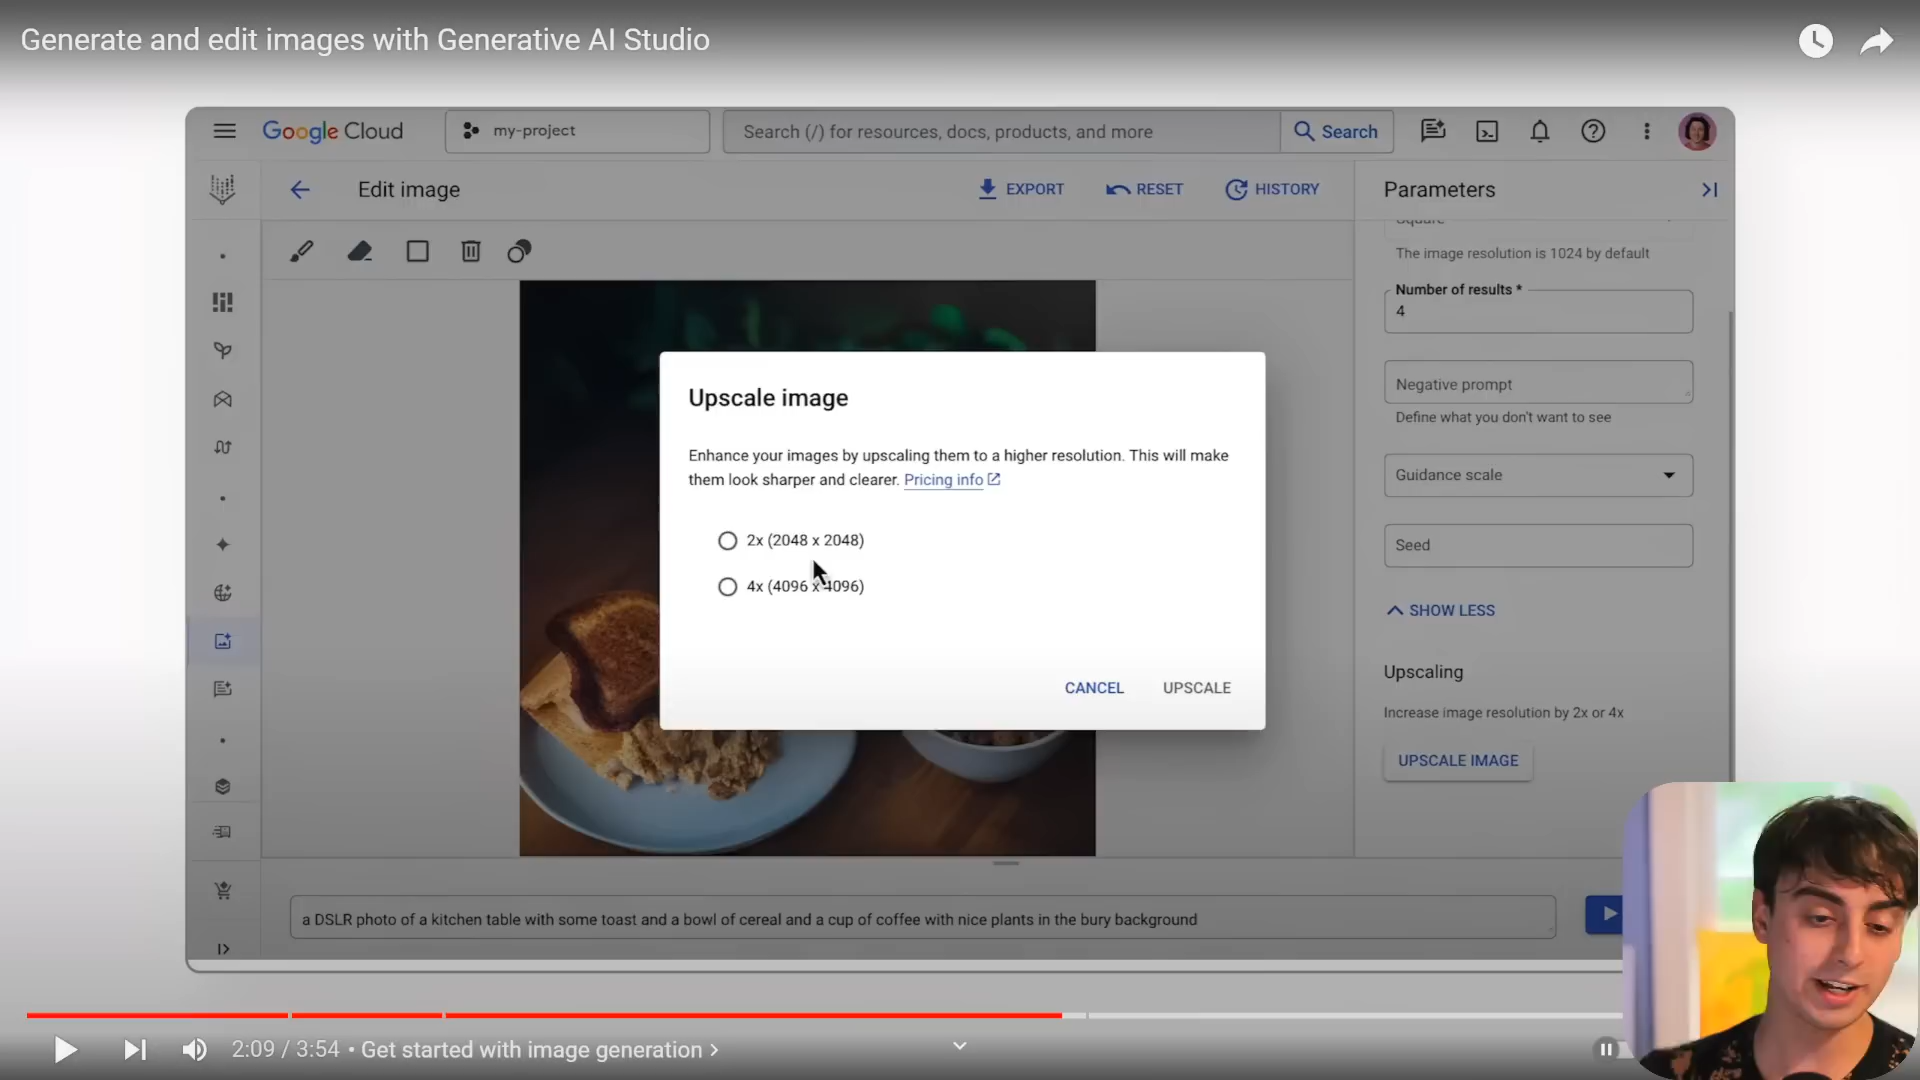 Generate and edit images with Generative AI Studio
Google Cloud
my-project
Search (/) for resources, docs, products, and more
Search
Edit image
EXPORT
RESET
HISTORY
Parameters
Square
The image resolution is 1024 by default
Number of results *
4
Negative prompt
Define what you don't want to see
Guidance scale
Seed
SHOW LESS
Upscaling
Increase image resolution by 2x or 4x
UPSCALE IMAGE
Upscale image
Enhance your images by upscaling them to a higher resolution. This will make
them look sharper and clearer. Pricing info
2x (2048 x 2048)
4x (4096 x 4096)
CANCEL
UPSCALE
a DSLR photo of a kitchen table with some toast and a bowl of cereal and a cup of coffee with nice plants in the bury background
2:09 / 3:54 • Get started with image generation